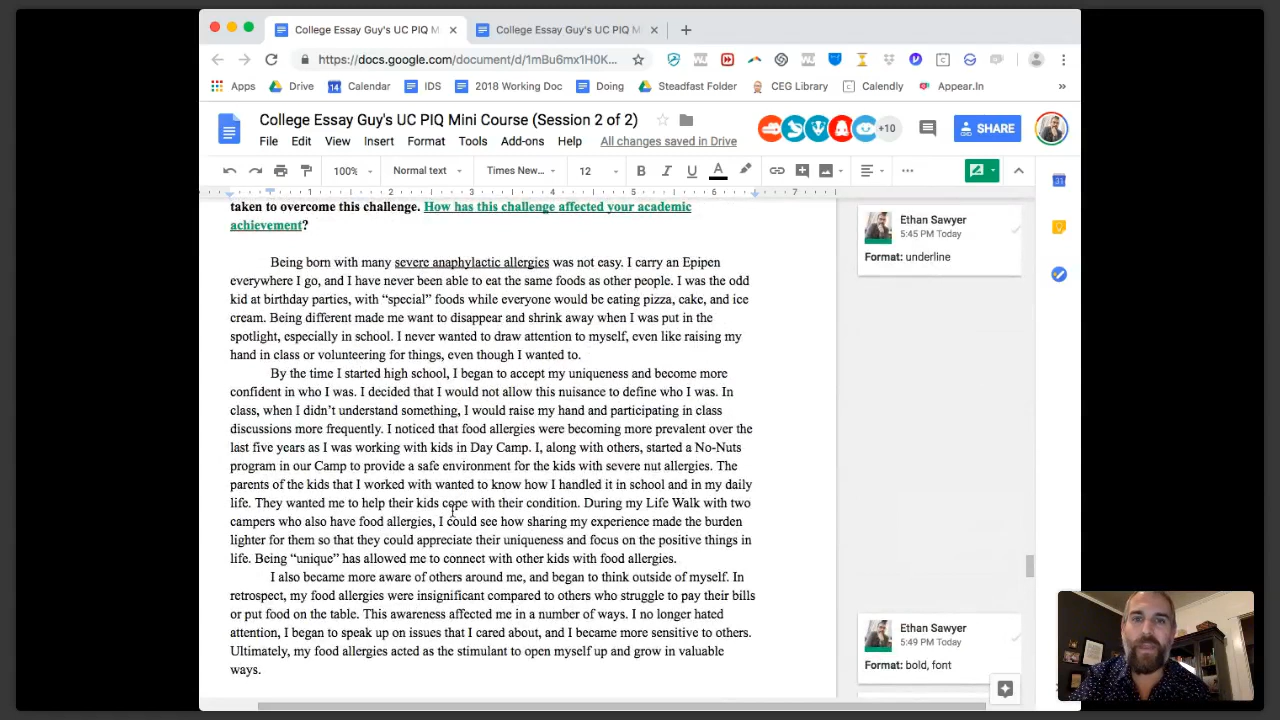 College Essay Guy's UC PIQ M
College Essay Guy's UC PIQ M
https://docs.google.com/document/d/1mBu6mx1H0K...
Apps Drive Calendar IDS 2018 Working Doc Doing Steadfast Folder CEG Library Calendly Appear.In »
College Essay Guy's UC PIQ Mini Course (Session 2 of 2)
+10
SHARE
File Edit View Insert Format Tools Add-ons Help All changes saved in Drive
100% Normal text Times New... 12 B I U A
1 2 3 4 5 6 7
taken to overcome this challenge. How has this challenge affected your academic
achievement?
Being born with many severe anaphylactic allergies was not easy. I carry an Epipen
everywhere I go, and I have never been able to eat the same foods as other people. I was the odd
kid at birthday parties, with “special” foods while everyone would be eating pizza, cake, and ice
cream. Being different made me want to disappear and shrink away when I was put in the
spotlight, especially in school. I never wanted to draw attention to myself, even like raising my
hand in class or volunteering for things, even though I wanted to.
By the time I started high school, I began to accept my uniqueness and become more
confident in who I was. I decided that I would not allow this nuisance to define who I was. In
class, when I didn’t understand something, I would raise my hand and participating in class
discussions more frequently. I noticed that food allergies were becoming more prevalent over the
last five years as I was working with kids in Day Camp. I, along with others, started a No-Nuts
program in our Camp to provide a safe environment for the kids with severe nut allergies. The
parents of the kids that I worked with wanted to know how I handled it in school and in my daily
life. They wanted me to help their kids cope with their condition. During my Life Walk with two
campers who also have food allergies, I could see how sharing my experience made the burden
lighter for them so that they could appreciate their uniqueness and focus on the positive things in
life. Being “unique” has allowed me to connect with other kids with food allergies.
I also became more aware of others around me, and began to think outside of myself. In
retrospect, my food allergies were insignificant compared to others who struggle to pay their bills
or put food on the table. This awareness affected me in a number of ways. I no longer hated
attention, I began to speak up on issues that I cared about, and I became more sensitive to others.
Ultimately, my food allergies acted as the stimulant to open myself up and grow in valuable
ways.
Ethan Sawyer
5:45 PM Today
Format: underline
Ethan Sawyer
5:49 PM Today
Format: bold, font